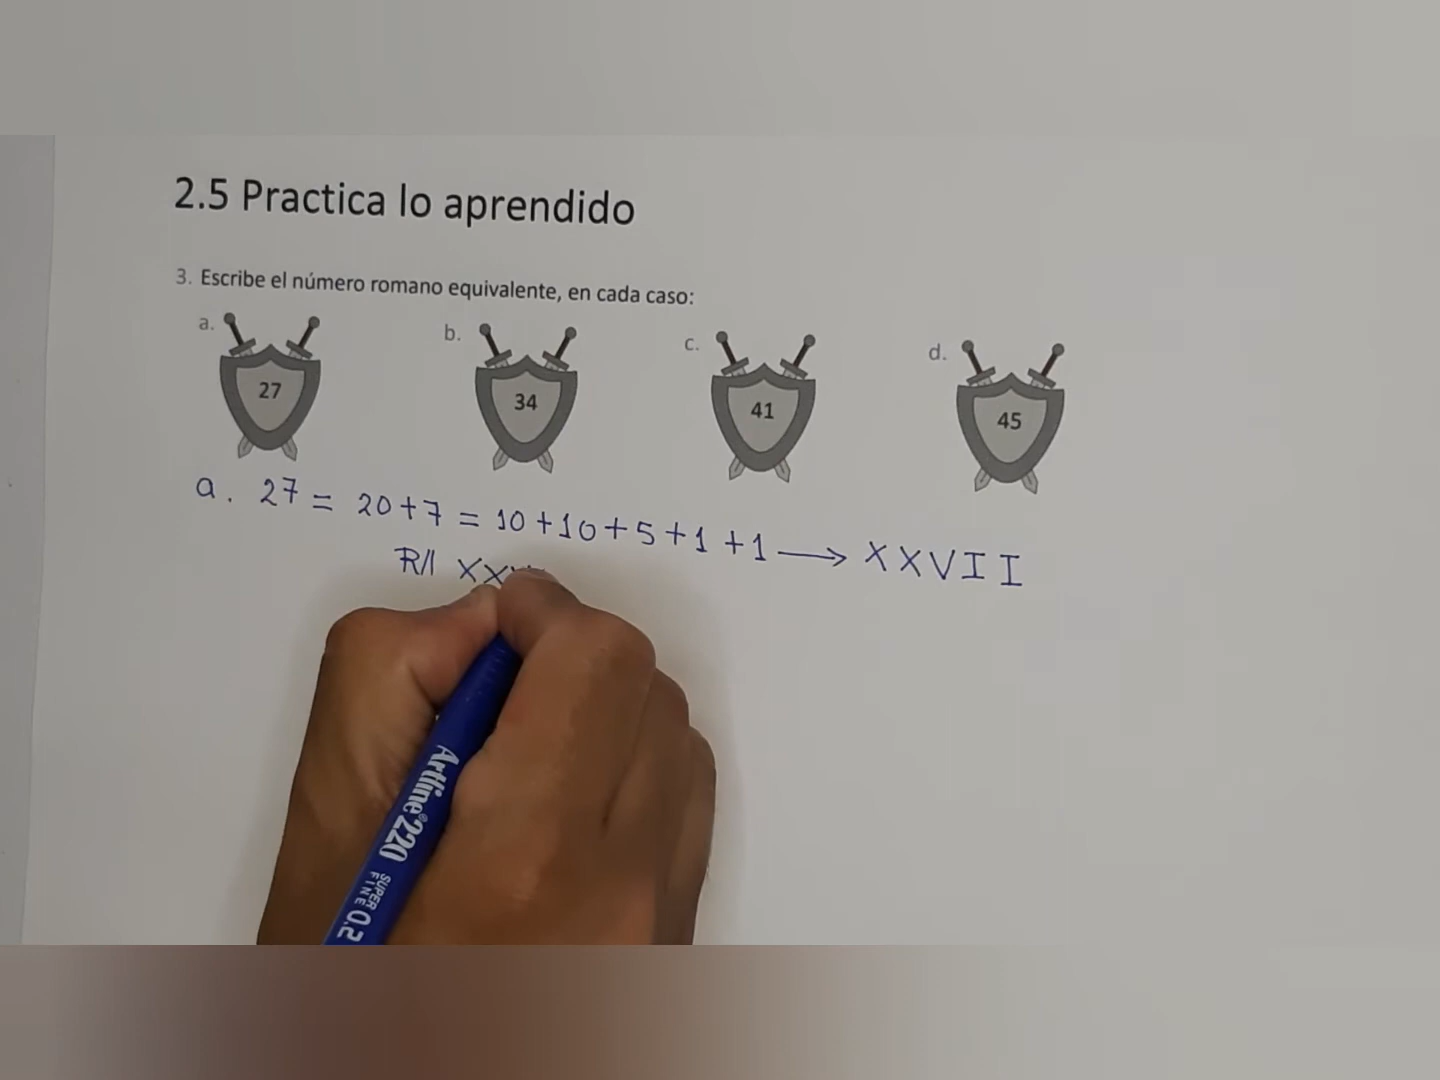 2.5 Practica lo aprendido
3. Escribe el número romano equivalente, en cada caso:
a. b. c. d.
27 34 41 45
a. 27 = 20+7 = 10+10+5+1+1 → XXVII
R// XX
Artline® 220 SUPER FINE 0.2